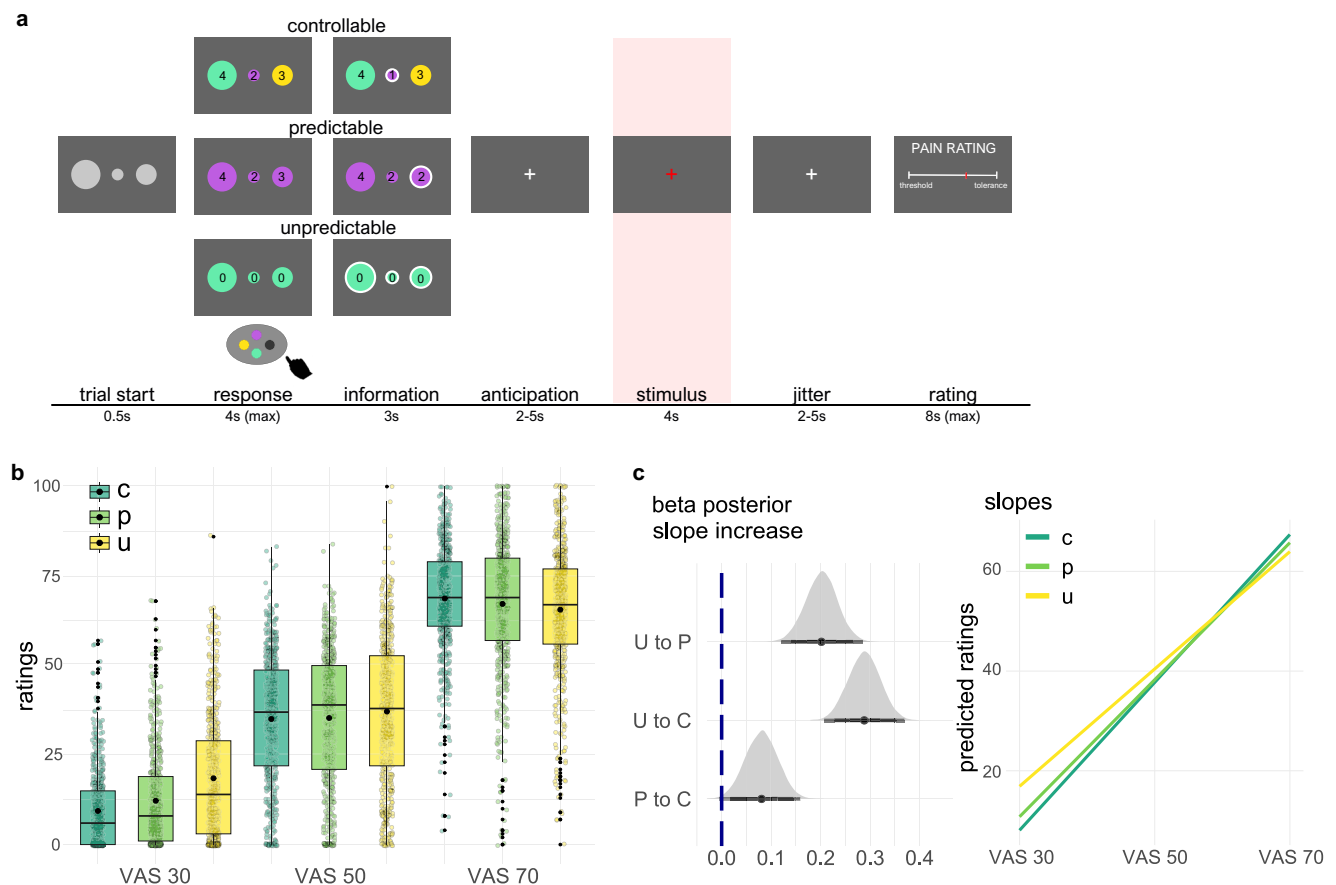 a
controllable
4 2 3
4 1 3
predictable
4 2 3
4 2 2
PAIN RATING
threshold tolerance
unpredictable
0 0 0
0 0 0
trial start response information anticipation stimulus jitter rating
0.5s 4s (max) 3s 2-5s 4s 2-5s 8s (max)
b
100
75
50
25
0
ratings
c
p
u
VAS 30 VAS 50 VAS 70
c
beta posterior
slope increase
U to P
U to C
P to C
0.0 0.1 0.2 0.3 0.4
slopes
c
p
u
predicted ratings
60
40
20
VAS 30 VAS 50 VAS 70